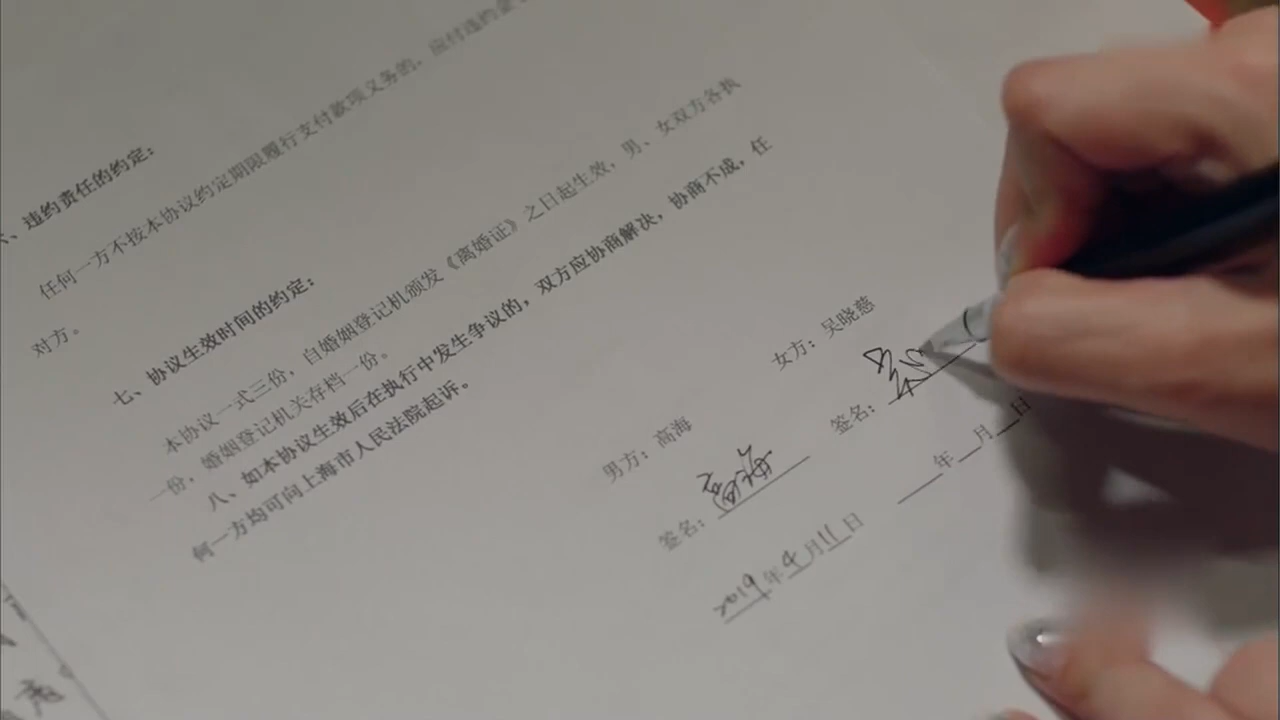 六、违约责任的约定：
任何一方不按本协议约定期限履行支付款项义务的，应付违约金
对方。
七、协议生效时间的约定：
本协议一式三份，自婚姻登记机颁发《离婚证》之日起生效，男、女双方各执
一份，婚姻登记机关存档一份。
八、如本协议生效后在执行中发生争议的，双方应协商解决，协商不成，任
何一方均可向上海市人民法院起诉。
男方：高海
签名：高海
2019年4月11日
女方：吴晓慈
签名：吴
年 月 日